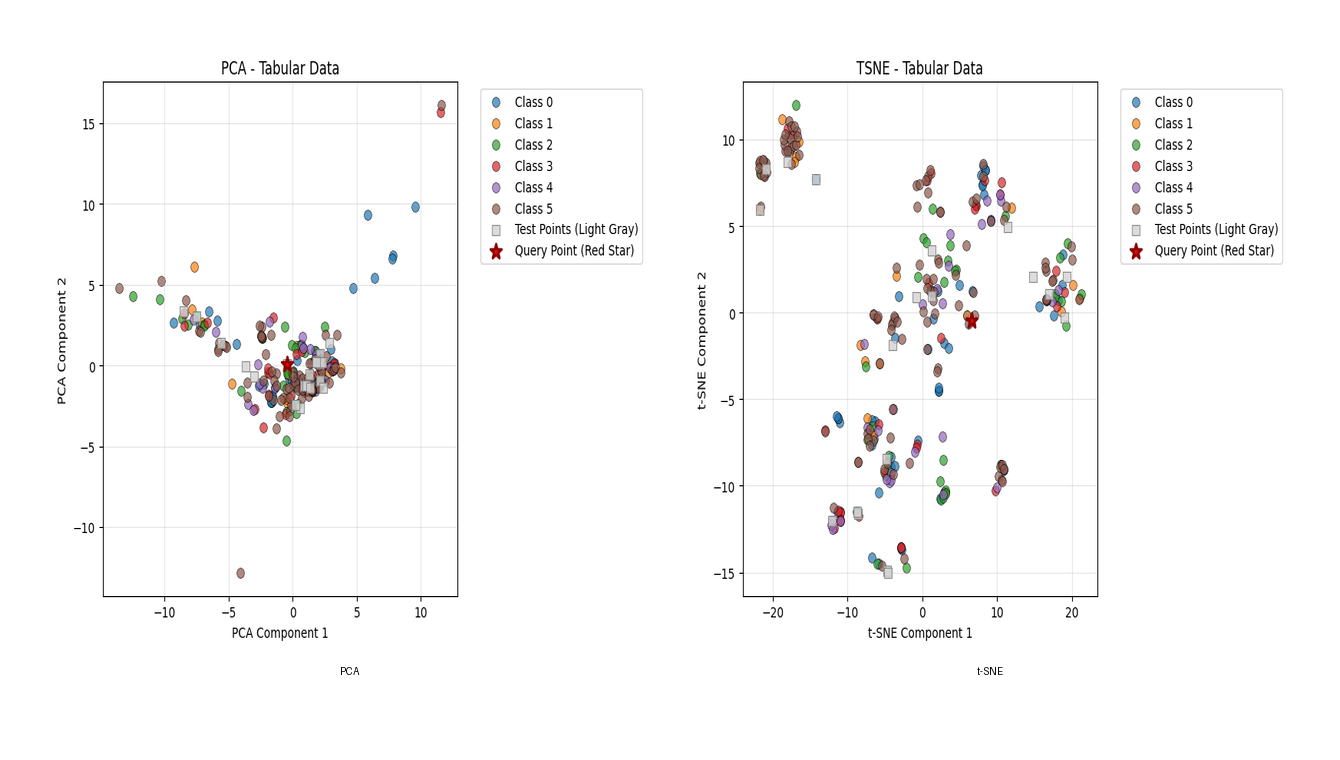 PCA - Tabular Data
15
10
5
0
−5
−10
−10
−5
0
5
10
PCA Component 2
PCA Component 1
Class 0
Class 1
Class 2
Class 3
Class 4
Class 5
Test Points (Light Gray)
Query Point (Red Star)
PCA
TSNE - Tabular Data
10
5
0
−5
−10
−15
−20
−10
0
10
20
t-SNE Component 2
t-SNE Component 1
Class 0
Class 1
Class 2
Class 3
Class 4
Class 5
Test Points (Light Gray)
Query Point (Red Star)
t-SNE